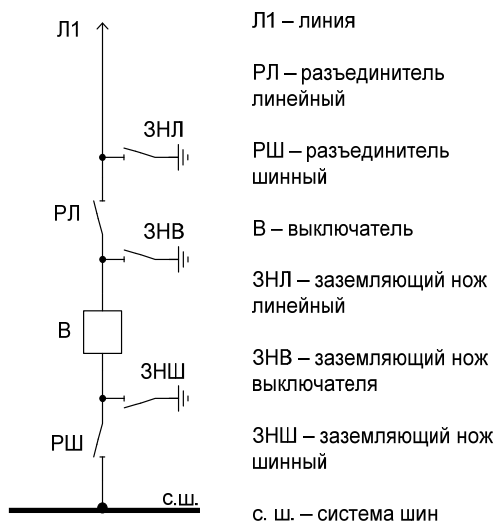 Л1
ЗНЛ
РЛ
ЗНВ
В
ЗНШ
РШ
с.ш.
Л1 – линия
РЛ – разъединитель
линейный
РШ – разъединитель
шинный
В – выключатель
ЗНЛ – заземляющий нож
линейный
ЗНВ – заземляющий нож
выключателя
ЗНШ – заземляющий нож
шинный
с. ш. – система шин